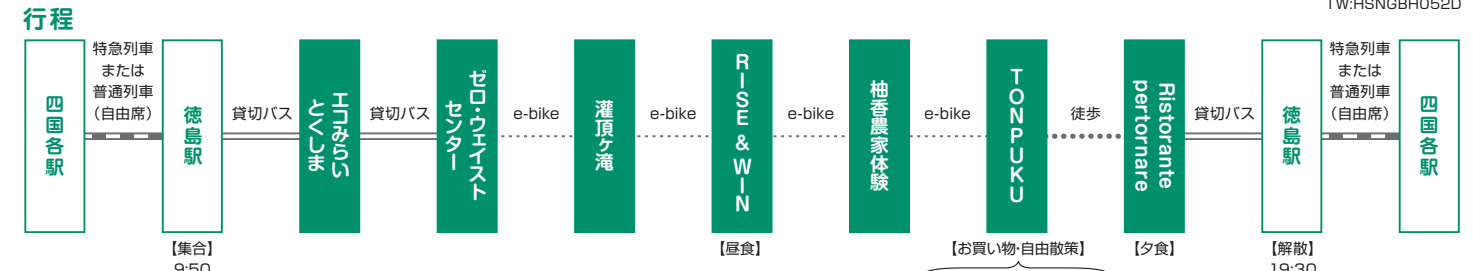 TW:HSNGBH052D
行程
四国各駅
特急列車
または
普通列車
（自由席）
徳島駅
【集合】
9:50
貸切バス
エコみらい
とくしま
貸切バス
ゼロ・ウェイスト
センター
e-bike
灌頂ヶ滝
e-bike
RISE & WIN
【昼食】
e-bike
柚香農家体験
e-bike
TONPUKU
【お買い物・自由散策】
徒歩
Ristorante
pertornare
【夕食】
貸切バス
徳島駅
【解散】
19:30
特急列車
または
普通列車
（自由席）
四国各駅